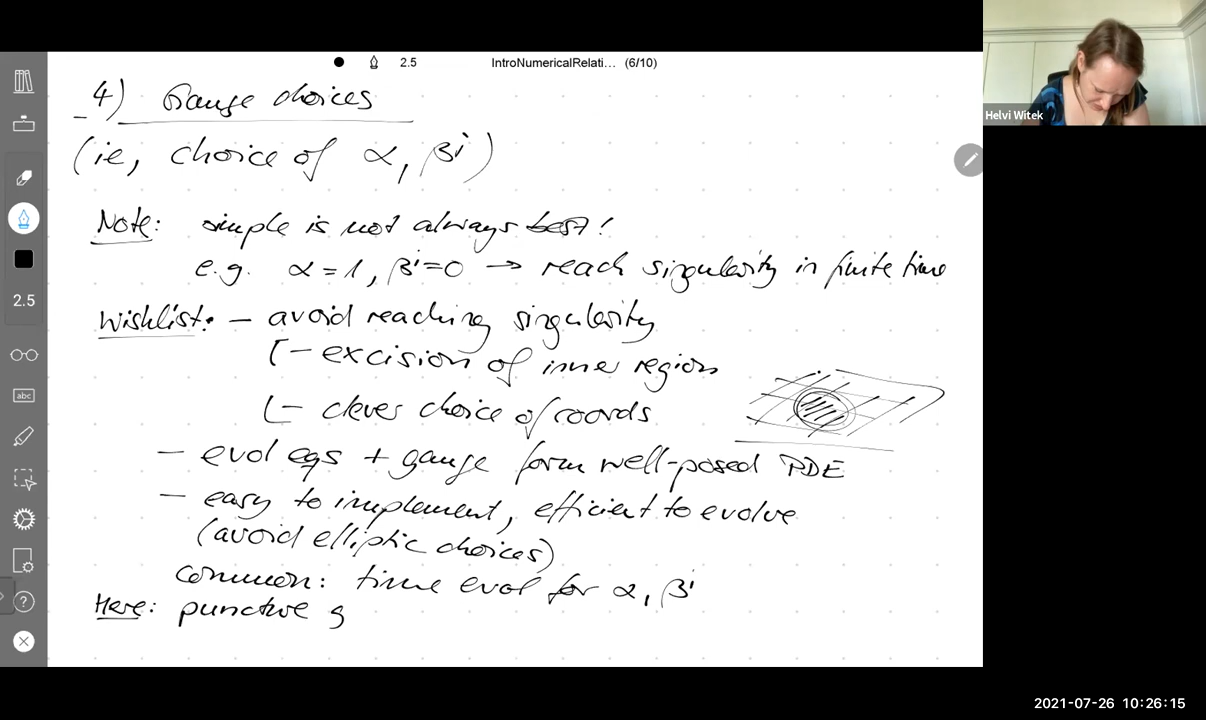 2.5 IntroNumericalRelati... (6/10)
Helvi Witek
4) Gauge choices
(ie, choice of α, βⁱ)
Note: simple is not always best!
e.g. α=1, βⁱ=0 → reach singularity in finite time
2.5
Wishlist: - avoid reaching singularity
- excision of inner region
abc
- clever choice of coords
- evol eqs + gauge form well-posed PDE
- easy to implement, efficient to evolve
(avoid elliptic choices)
common: time evol for α, βⁱ
Here: puncture g
2021-07-26 10:26:15